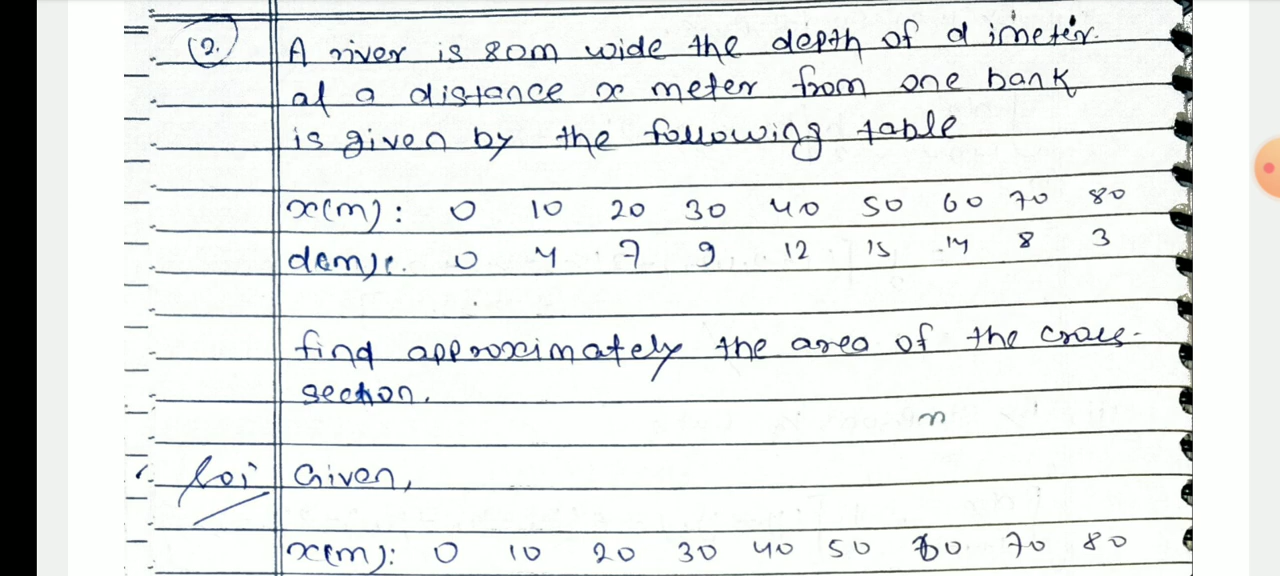 (2.) A river is 80m wide the depth of d imeter.
at a distance x meter from one bank
is given by the following table
x(m): 0 10 20 30 40 50 60 70 80
d(m): 0 4 7 9 12 15 14 8 3
find approximately the area of the cross-
section.
n
Sol Given,
x(m): 0 10 20 30 40 50 60 70 80